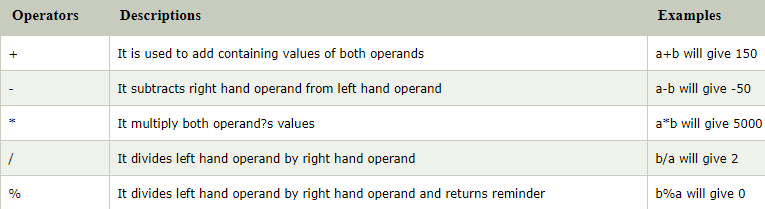 Operators Descriptions Examples
+ It is used to add containing values of both operands a+b will give 150
- It subtracts right hand operand from left hand operand a-b will give -50
* It multiply both operand?s values a*b will give 5000
/ It divides left hand operand by right hand operand b/a will give 2
% It divides left hand operand by right hand operand and returns reminder b%a will give 0